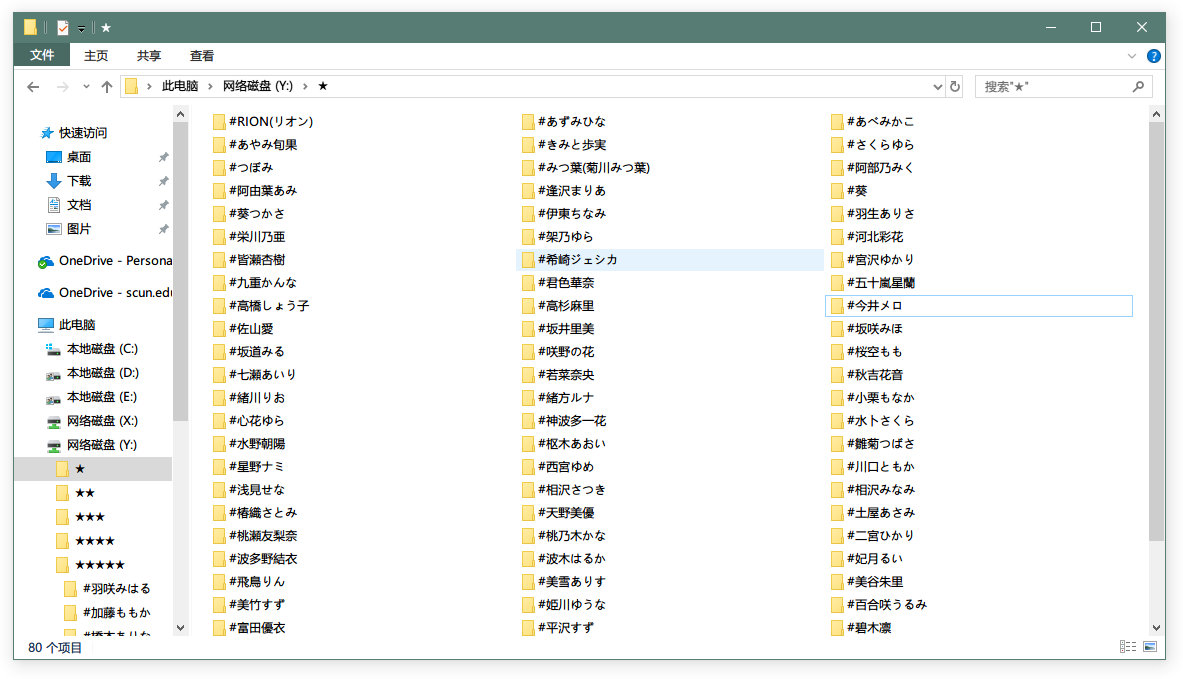 ★
文件 主页 共享 查看
此电脑 网络磁盘 (Y:) ★ 搜索"★"
快速访问
桌面
下载
文档
图片
OneDrive - Persona
OneDrive - scun.edu
此电脑
本地磁盘 (C:)
本地磁盘 (D:)
本地磁盘 (E:)
网络磁盘 (X:)
网络磁盘 (Y:)
★
★★
★★★
★★★★
★★★★★
#羽咲みはる
#加藤ももか
#橋本ありな
#RION(リオン) #あずみひな #あべみかこ
#あやみ旬果 #きみと歩実 #さくらゆら
#つぼみ #みつ葉(菊川みつ葉) #阿部乃みく
#阿由葉あみ #逢沢まりあ #葵
#葵つかさ #伊東ちなみ #羽生ありさ
#栄川乃亜 #架乃ゆら #河北彩花
#皆瀬杏樹 #希崎ジェシカ #宮沢ゆかり
#九重かんな #君色華奈 #五十嵐星蘭
#高橋しょう子 #高杉麻里 #今井メロ
#佐山愛 #坂井里美 #坂咲みほ
#坂道みる #咲野の花 #桜空もも
#七瀬あいり #若菜奈央 #秋吉花音
#緒川りお #緒方ルナ #小栗もなか
#心花ゆら #神波多一花 #水卜さくら
#水野朝陽 #枢木あおい #雛菊つばさ
#星野ナミ #西宮ゆめ #川口ともか
#浅見せな #相沢さつき #相沢みなみ
#椿織さとみ #天野美優 #土屋あさみ
#桃瀬友梨奈 #桃乃木かな #二宮ひかり
#波多野結衣 #波木はるか #妃月るい
#飛鳥りん #美雪ありす #美谷朱里
#美竹すず #姫川ゆうな #百合咲うるみ
#富田優衣 #平沢すず #碧木凛
80 个项目